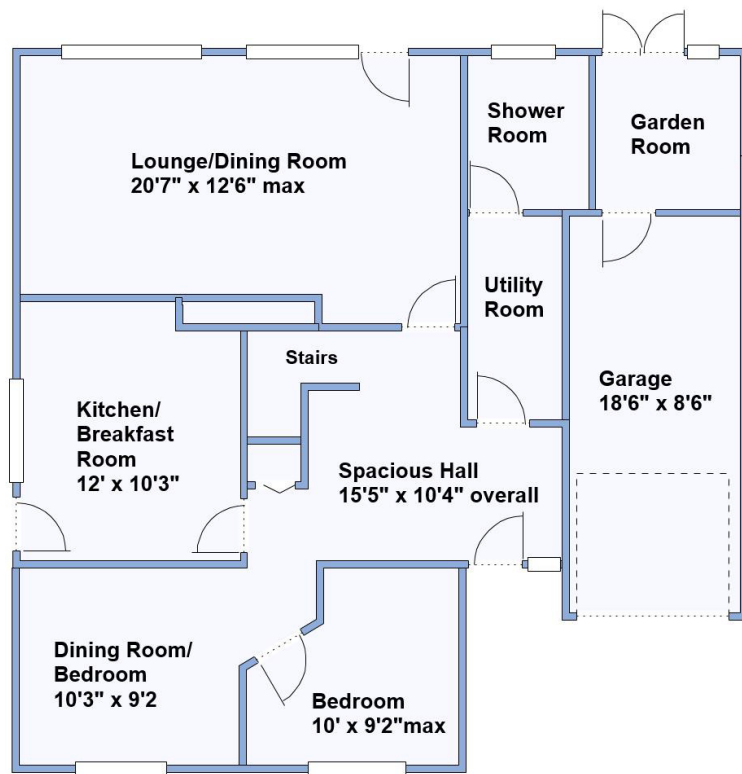 Lounge/Dining Room
20'7" x 12'6" max
Shower
Room
Garden
Room
Utility
Room
Stairs
Garage
18'6" x 8'6"
Kitchen/
Breakfast
Room
12' x 10'3"
Spacious Hall
15'5" x 10'4" overall
Dining Room/
Bedroom
10'3" x 9'2
Bedroom
10' x 9'2"max